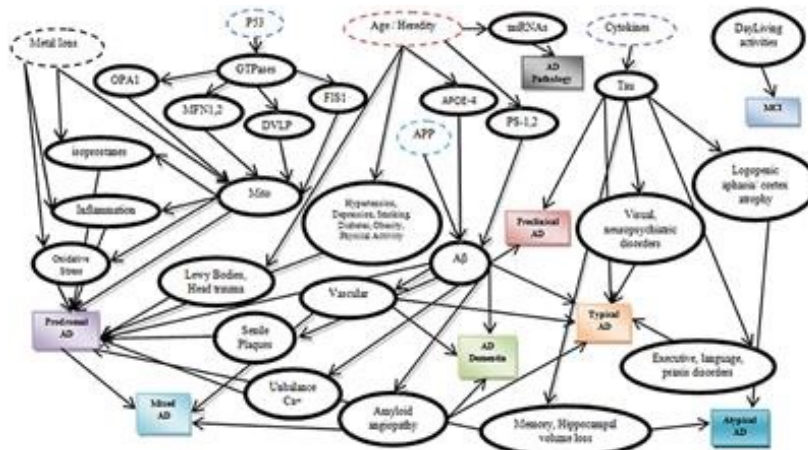 P53
Age / Heredity
miRNAs
Cytokines
DayLiving
activities
Metal Ions
OPA1
GTPases
FIS1
AD
Pathology
Tau
MFN1,2
DVLP
APOE-4
PS-1,2
MCI
APP
isoprostanes
Logopenic
aphasia/ cortex
atrophy
Inflammation
Mito
Hypertension,
Depression, Smoking
Diabetes, Obesity,
Physical Activity
Preclinical
AD
Visual,
neuropsychiatric
disorders
Oxidative
Stress
Lewy Bodies,
Head trauma
Aβ
Vascular
Prodromal
AD
Senile
Plaques
Typical
AD
AD
Dementia
Executive, language,
praxis disorders
Unbalance
Ca+
Mixed
AD
Amyloid
angiopathy
Memory, Hippocampal
volume loss
Atypical
AD